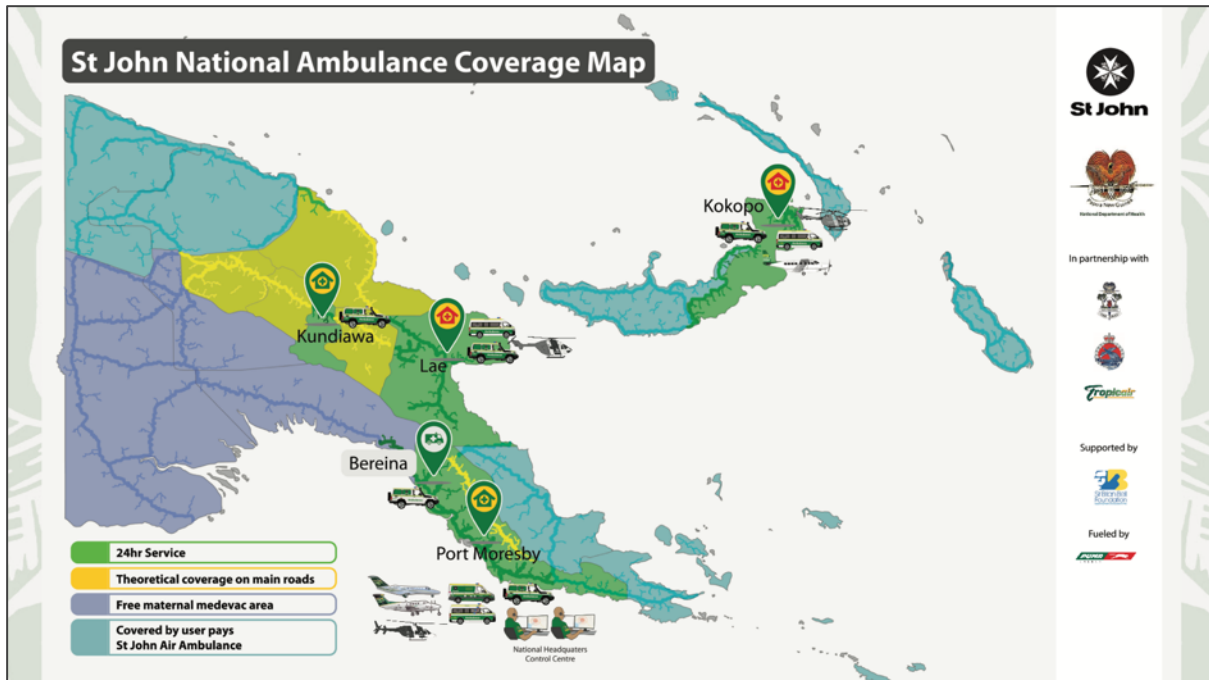 St John National Ambulance Coverage Map
St John
National Department of Health
In partnership with
Tropicair
Supported by
Foundation
Fueled by
PUMA
Kokopo
Kundiawa
Lae
Bereina
Port Moresby
24hr Service
Theoretical coverage on main roads
Free maternal medevac area
Covered by user pays
St John Air Ambulance
National Headquaters
Control Centre